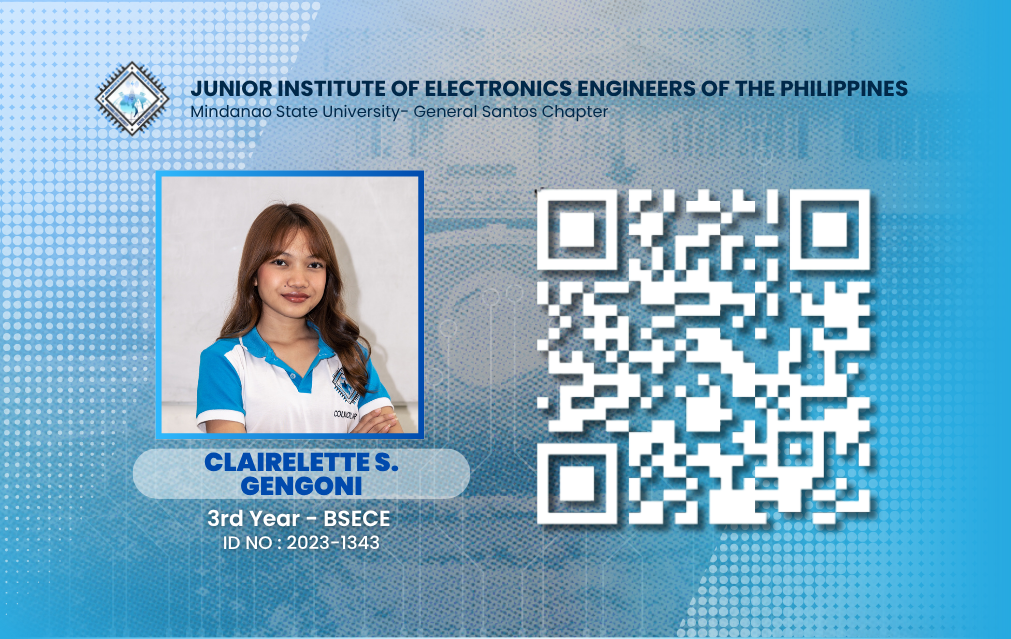 JUNIOR INSTITUTE OF ELECTRONICS ENGINEERS OF THE PHILIPPINES
Mindanao State University- General Santos Chapter
CLAIRELETTE S.
GENGONI
3rd Year - BSECE
ID NO : 2023-1343